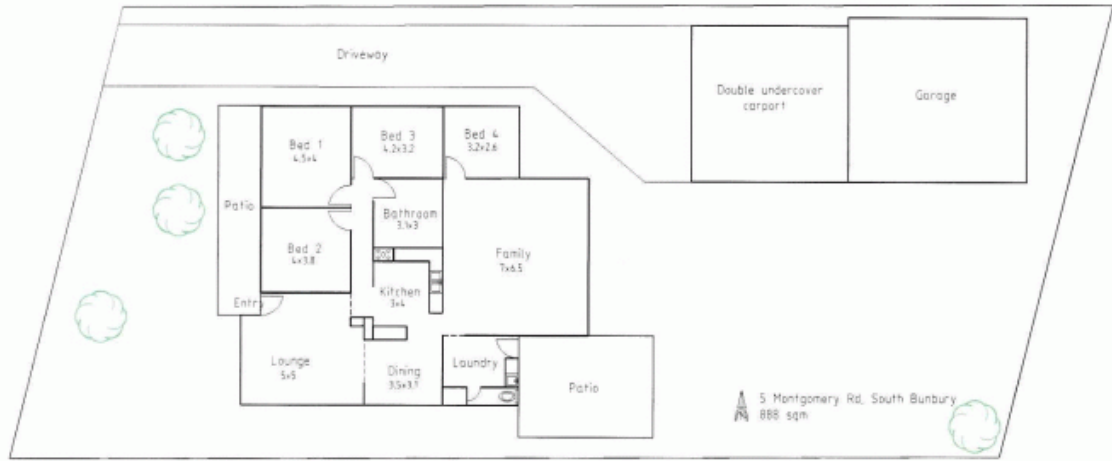 Driveway
Double undercover
carport
Garage
Bed 1
4.5x4
Bed 3
4.2x3.2
Bed 4
3.2x2.6
Patio
Bathroom
3.1x3
Bed 2
4x3.8
Family
7x6.5
Kitchen
3x4
Entry
Lounge
5x5
Dining
3.5x3.1
Laundry
Patio
5 Montgomery Rd, South Bunbury
888 sqm